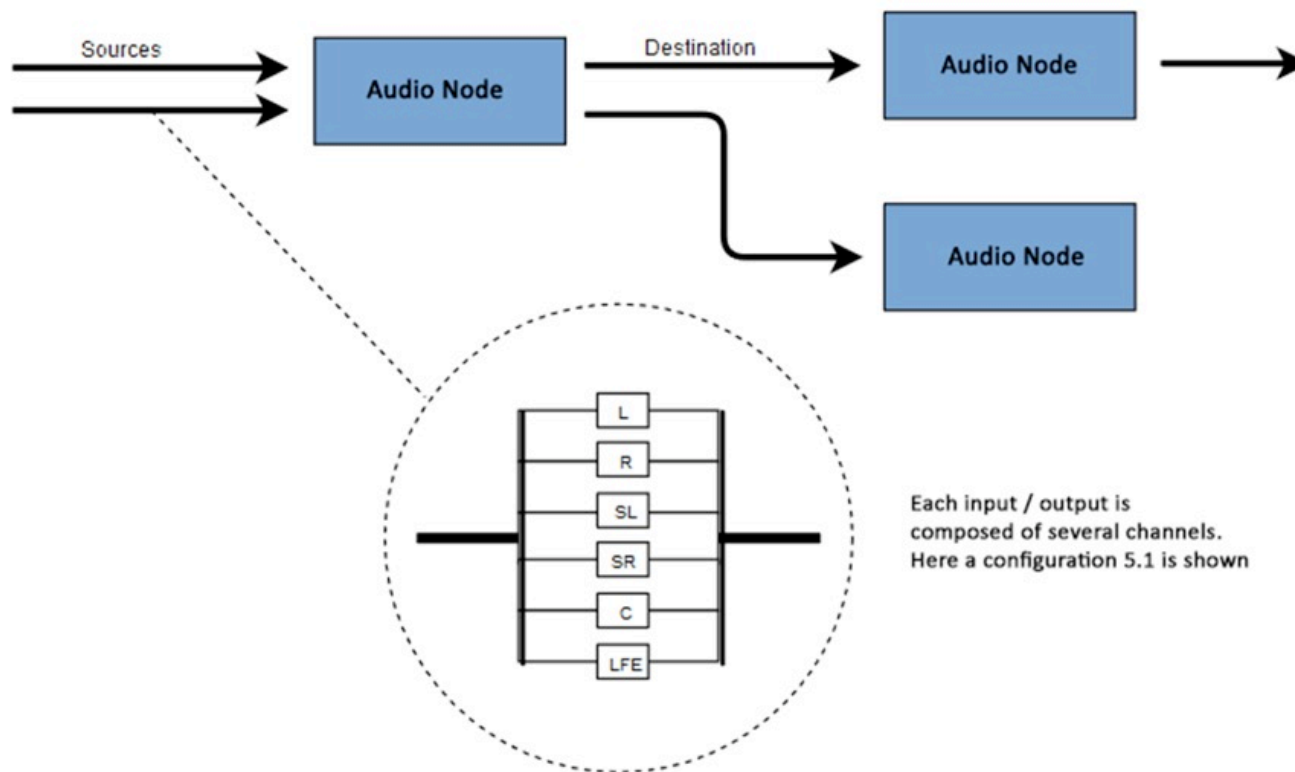 Sources
Destination
Audio Node
Audio Node
Audio Node
L
R
SL
SR
C
LFE
Each input / output is
composed of several channels.
Here a configuration 5.1 is shown